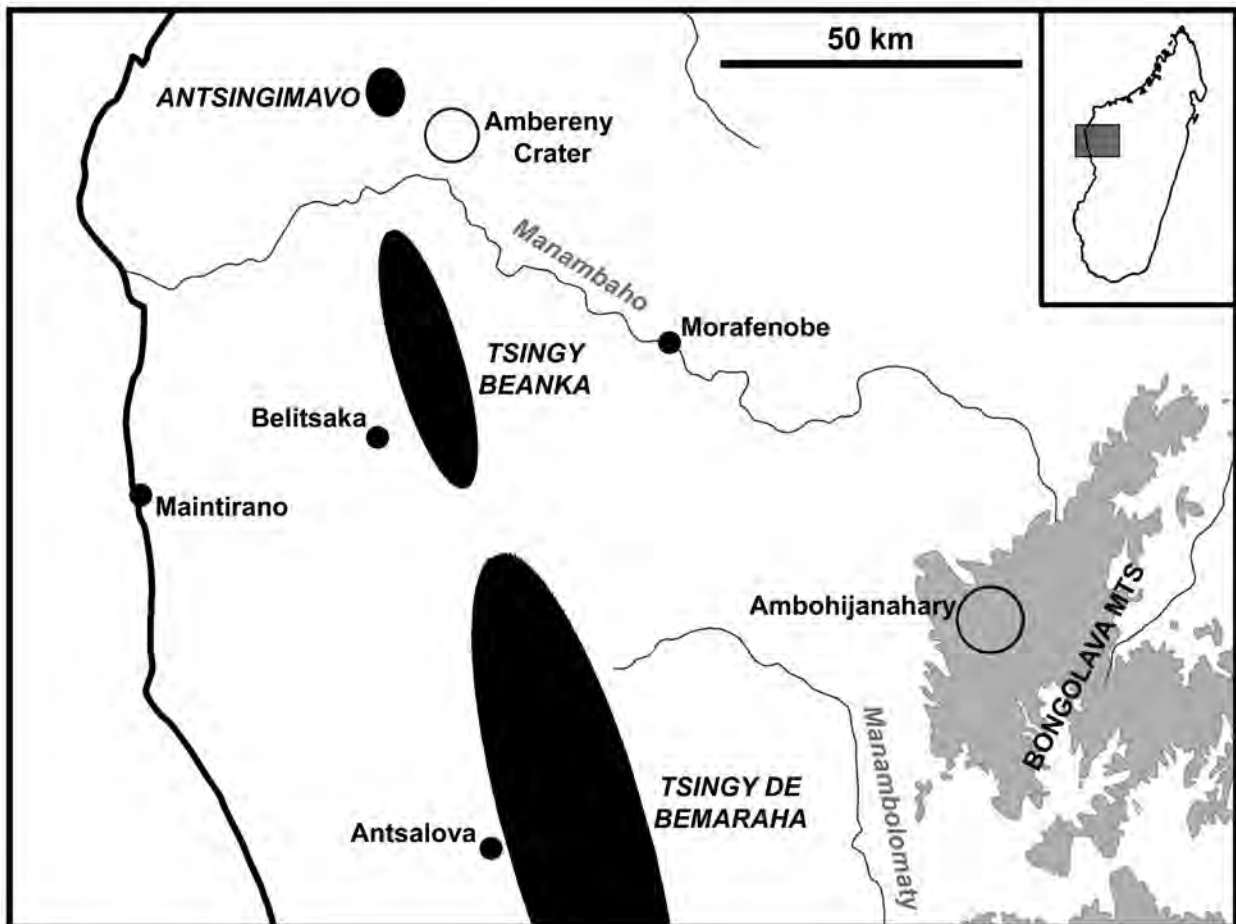 50 km
ANTSINGIMAVO
Ambereny
Crater
Manambaho
Morafenobe
TSINGY
BEANKA
Belitsaka
Maintirano
Ambohijanahary
BONGOLAVA MTS
Manambolomaty
TSINGY DE
BEMARAHA
Antsalova